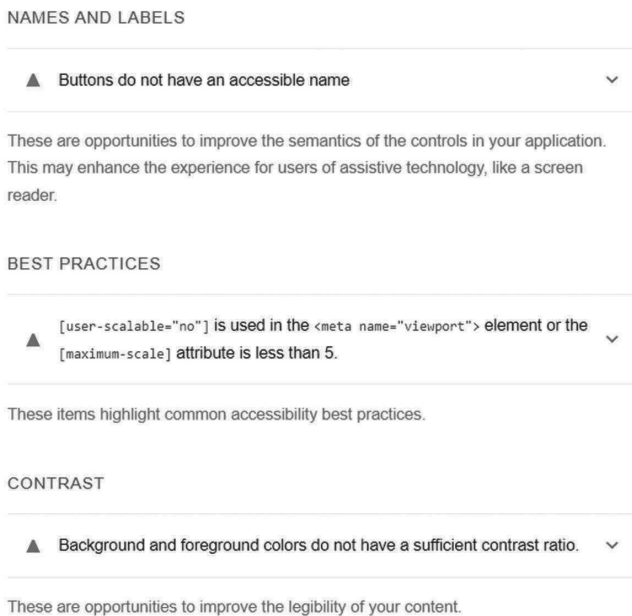 NAMES AND LABELS
Buttons do not have an accessible name
These are opportunities to improve the semantics of the controls in your application.
This may enhance the experience for users of assistive technology, like a screen
reader.
BEST PRACTICES
[user-scalable="no"] is used in the <meta name="viewport"> element or the
[maximum-scale] attribute is less than 5.
These items highlight common accessibility best practices.
CONTRAST
Background and foreground colors do not have a sufficient contrast ratio.
These are opportunities to improve the legibility of your content.